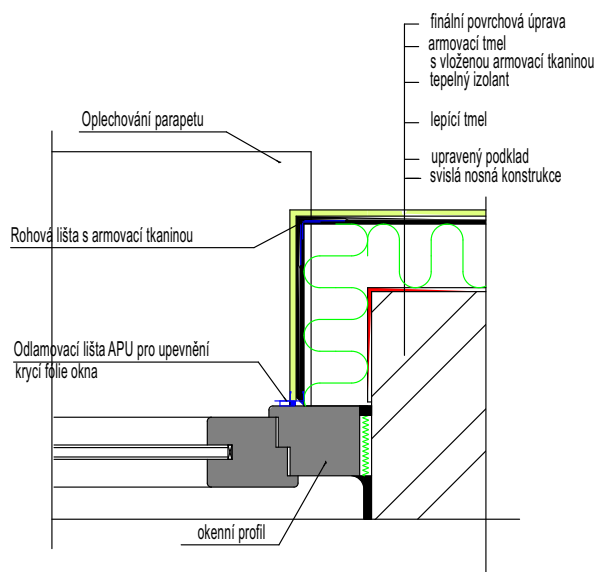 finální povrchová úprava
armovací tmel
s vloženou armovací tkaninou
tepelný izolant
lepící tmel
upravený podklad
svislá nosná konstrukce
Oplechování parapetu
Rohová lišta s armovací tkaninou
Odlamovací lišta APU pro upevnění
krycí fólie okna
okenní profil